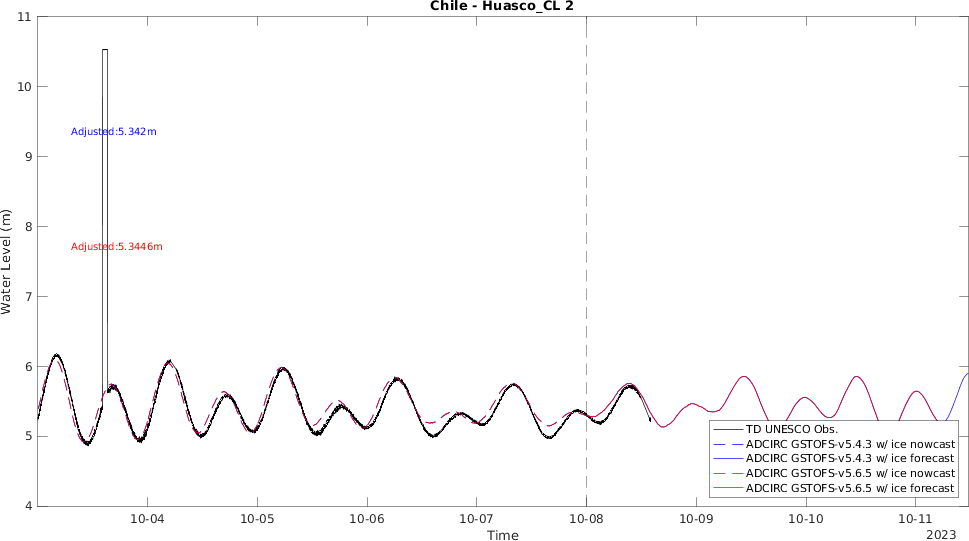 Chile - Huasco_CL 2
11
10
9
8
7
6
5
4
Water Level (m)
Adjusted:5.342m
Adjusted:5.3446m
TD UNESCO Obs.
ADCIRC GSTOFS-v5.4.3 w/ ice nowcast
ADCIRC GSTOFS-v5.4.3 w/ ice forecast
ADCIRC GSTOFS-v5.6.5 w/ ice nowcast
ADCIRC GSTOFS-v5.6.5 w/ ice forecast
10-04 10-05 10-06 10-07 10-08 10-09 10-10 10-11
Time
2023